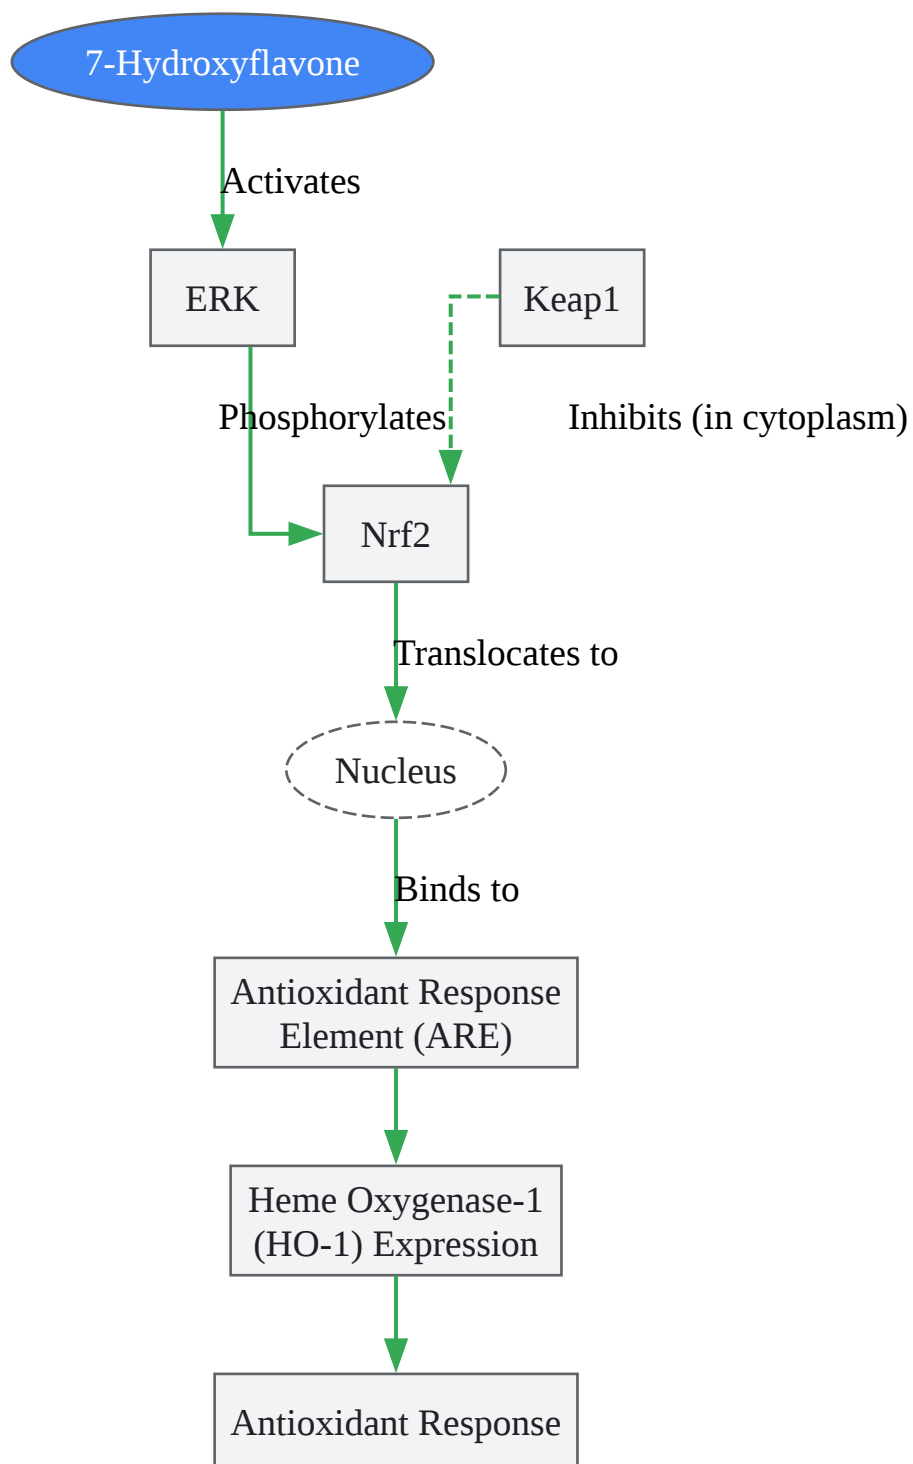 7-Hydroxyflavone
Activates
ERK
Keap1
Phosphorylates
Inhibits (in cytoplasm)
Nrf2
Translocates to
Nucleus
Binds to
Antioxidant Response
Element (ARE)
Heme Oxygenase-1
(HO-1) Expression
Antioxidant Response